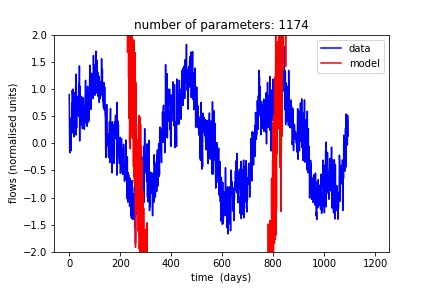 number of parameters: 1174
flows (normalised units)
2.0
1.5
1.0
0.5
0.0
−0.5
−1.0
−1.5
−2.0
data
model
0 200 400 600 800 1000 1200
time (days)